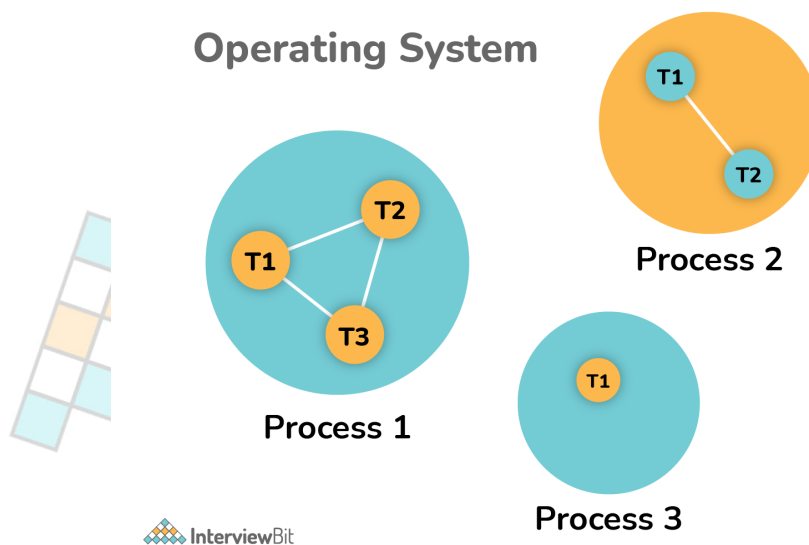 Operating System
T1
T2
Process 2
T2
T1
T3
Process 1
T1
Process 3
InterviewBit